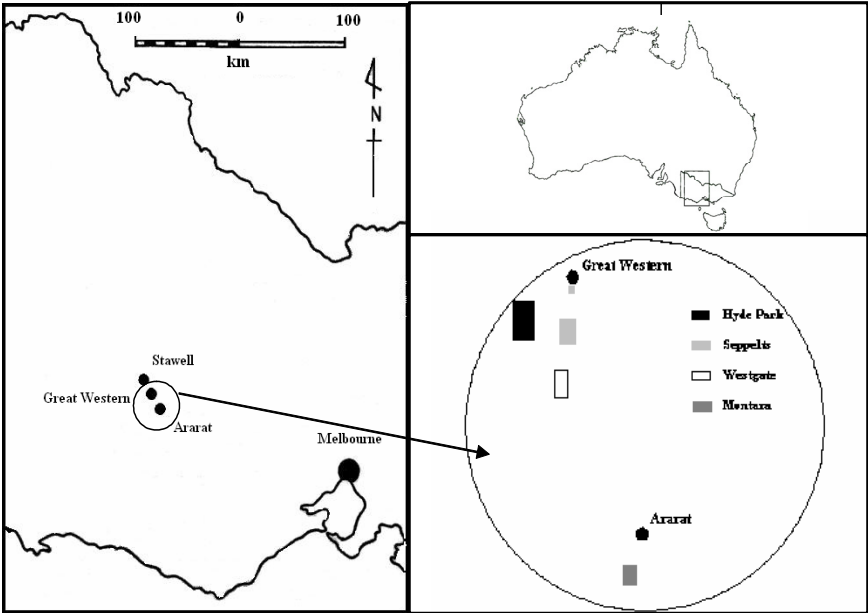 100 0 100
km
N
Stawell
Great Western
Ararat
Melbourne
Great Western
Hyde Park
Seppelts
Westgate
Montara
Ararat